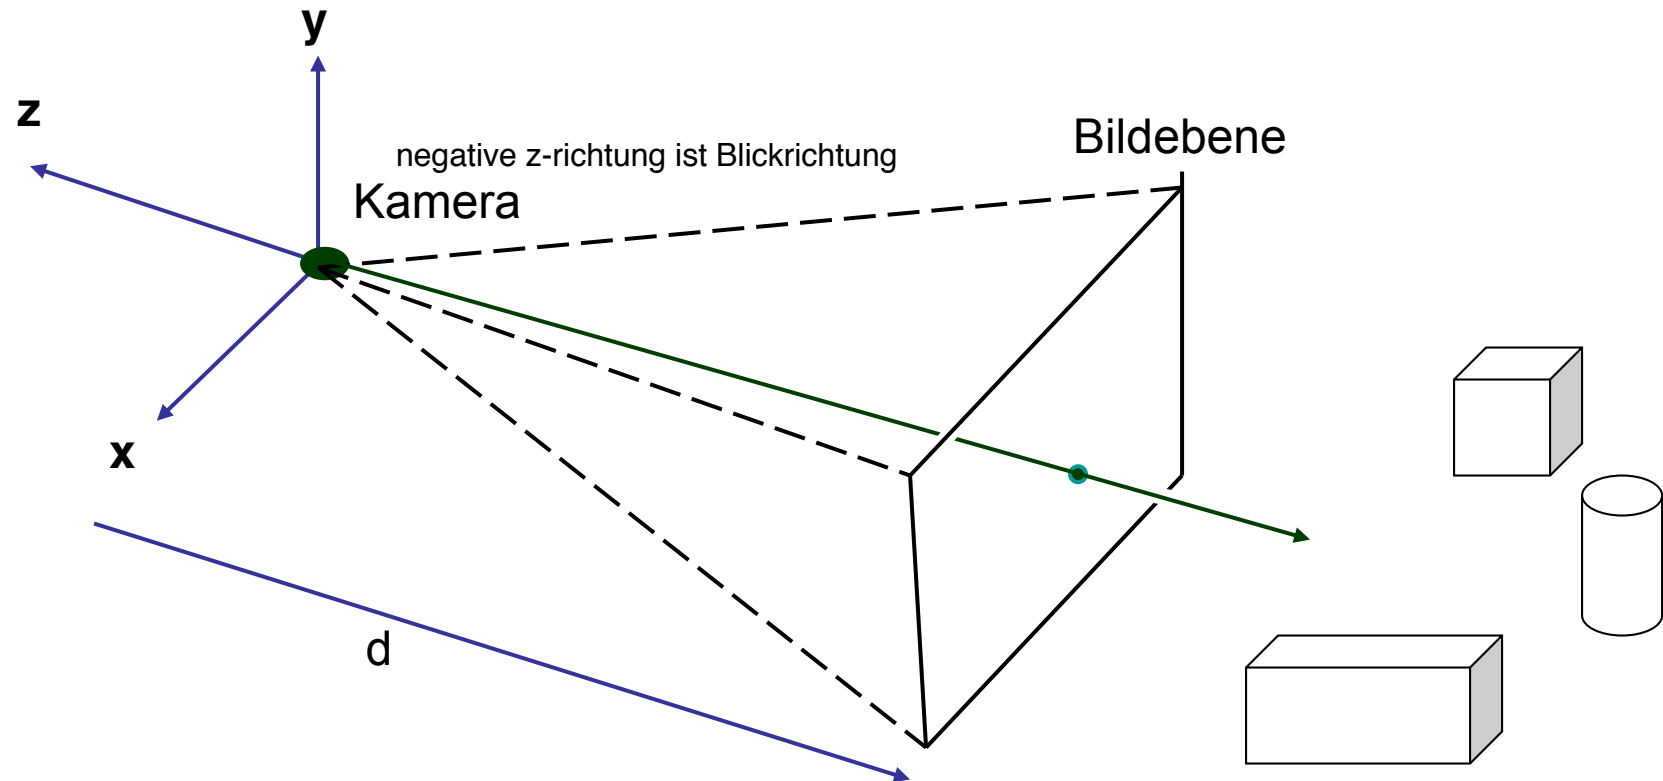 y
z
Bildebene
negative z-richtung ist Blickrichtung
Kamera
x
d